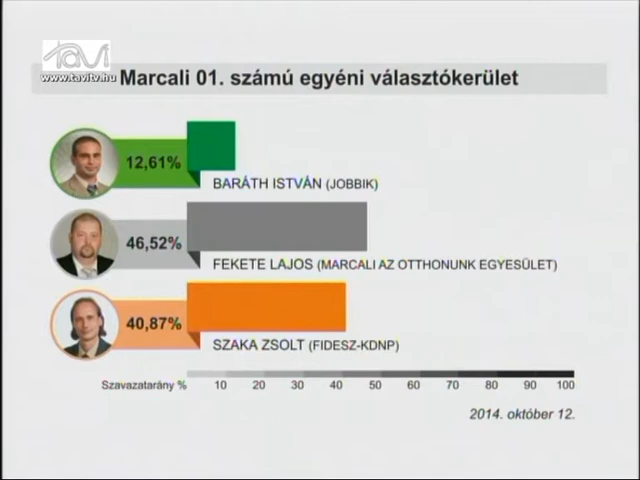 TAVI
www.tavitv.hu
Marcali 01. számú egyéni választókerület
12,61%
BARÁTH ISTVÁN (JOBBIK)
46,52%
FEKETE LAJOS (MARCALI AZ OTTHONUNK EGYESÜLET)
40,87%
SZAKA ZSOLT (FIDESZ-KDNP)
Szavazatarány % 10 20 30 40 50 60 70 80 90 100
2014. október 12.